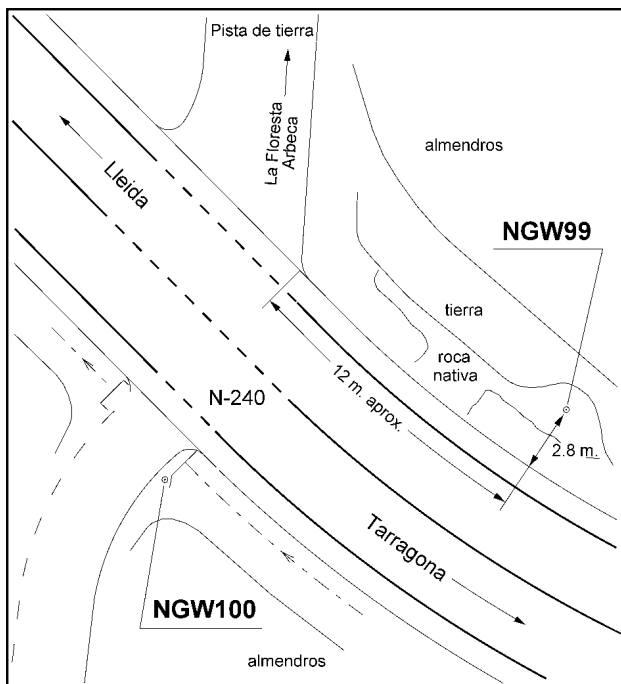 Pista de tierra
La Floresta
Arbeca
almendros
Lleida
NGW99
tierra
roca
nativa
12 m. aprox.
N-240
2.8 m.
Tarragona
NGW100
almendros